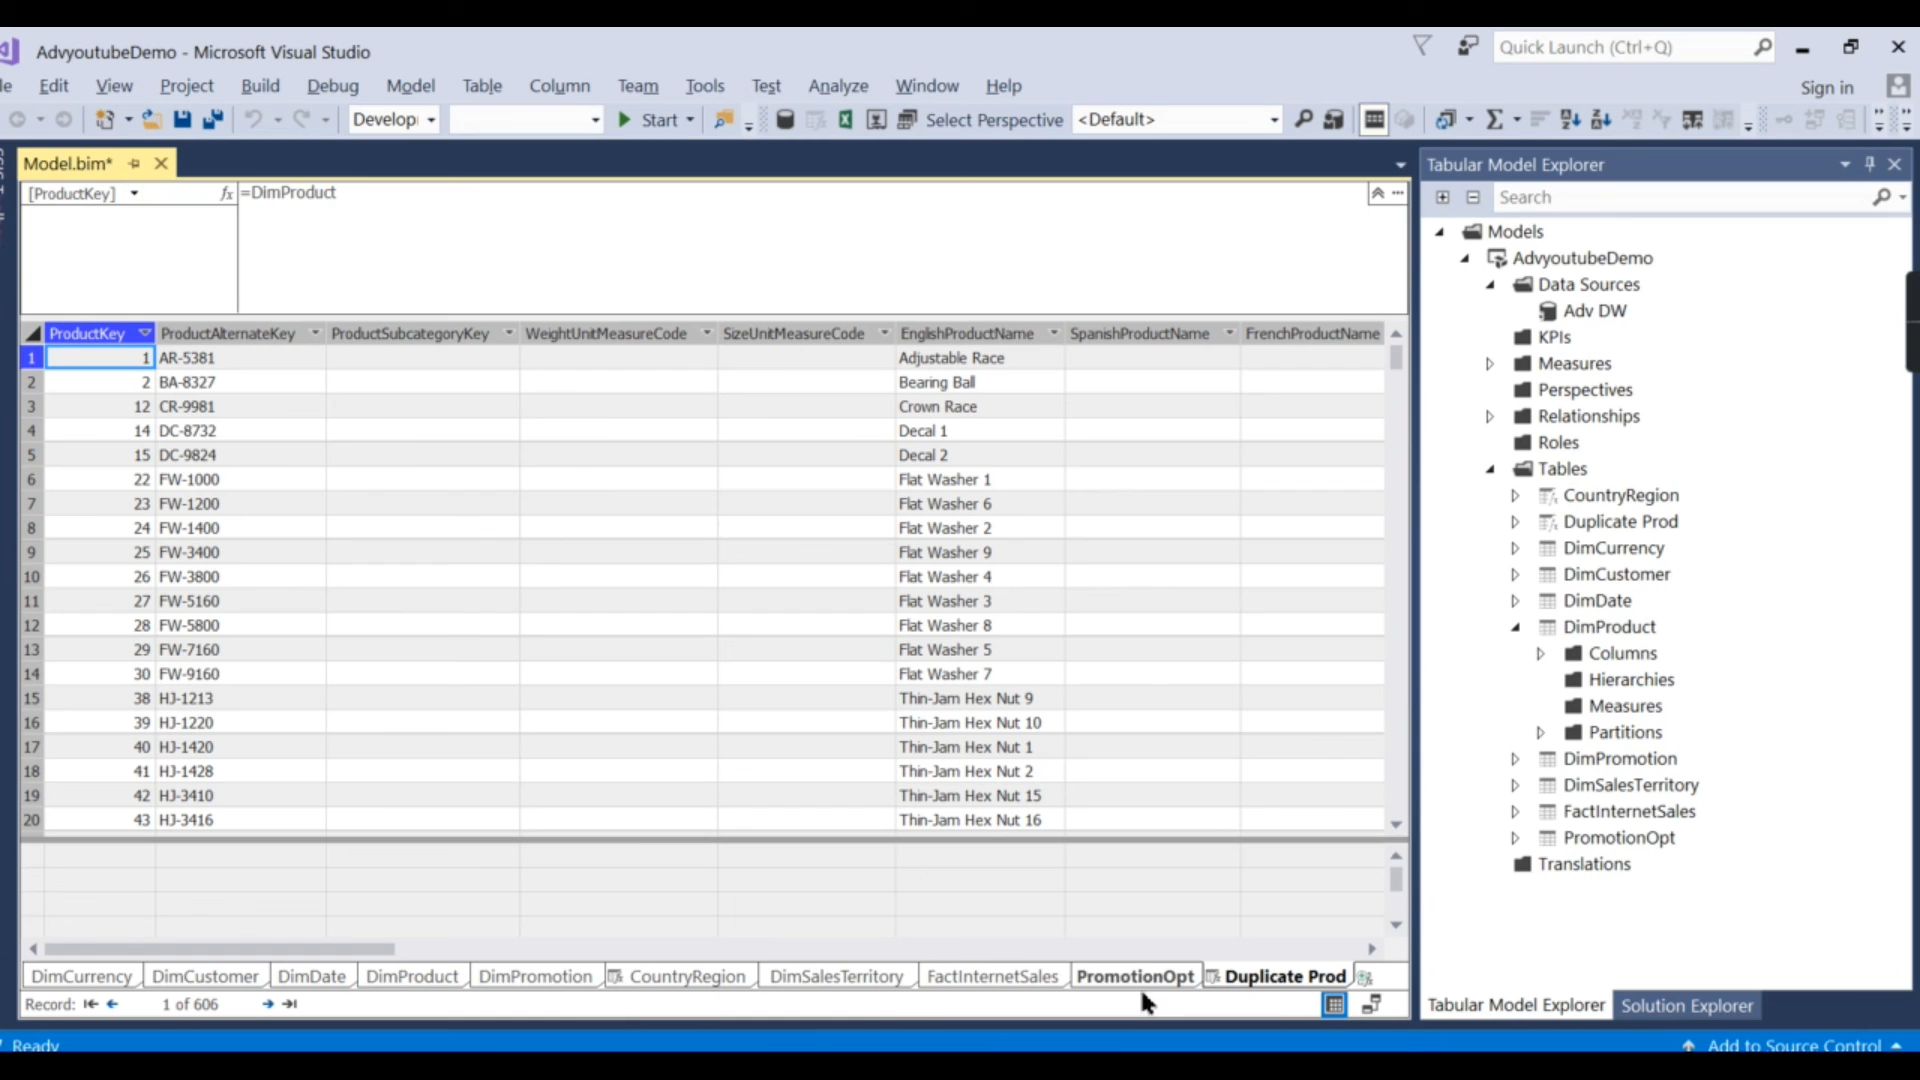 AdvyoutubeDemo - Microsoft Visual Studio
Quick Launch (Ctrl+Q)
Edit View Project Build Debug Model Table Column Team Tools Test Analyze Window Help
Sign in
Develop Start Select Perspective <Default>
Model.bim*
[ProductKey] fx =DimProduct
ProductKey ProductAlternateKey ProductSubcategoryKey WeightUnitMeasureCode SizeUnitMeasureCode EnglishProductName SpanishProductName FrenchProductName
1 1 AR-5381 Adjustable Race
2 2 BA-8327 Bearing Ball
3 12 CR-9981 Crown Race
4 14 DC-8732 Decal 1
5 15 DC-9824 Decal 2
6 22 FW-1000 Flat Washer 1
7 23 FW-1200 Flat Washer 6
8 24 FW-1400 Flat Washer 2
9 25 FW-3400 Flat Washer 9
10 26 FW-3800 Flat Washer 4
11 27 FW-5160 Flat Washer 3
12 28 FW-5800 Flat Washer 8
13 29 FW-7160 Flat Washer 5
14 30 FW-9160 Flat Washer 7
15 38 HJ-1213 Thin-Jam Hex Nut 9
16 39 HJ-1220 Thin-Jam Hex Nut 10
17 40 HJ-1420 Thin-Jam Hex Nut 1
18 41 HJ-1428 Thin-Jam Hex Nut 2
19 42 HJ-3410 Thin-Jam Hex Nut 15
20 43 HJ-3416 Thin-Jam Hex Nut 16
DimCurrency DimCustomer DimDate DimProduct DimPromotion CountryRegion DimSalesTerritory FactInternetSales PromotionOpt Duplicate Prod
Record: 1 of 606
Tabular Model Explorer
Search
Models
AdvyoutubeDemo
Data Sources
Adv DW
KPIs
Measures
Perspectives
Relationships
Roles
Tables
CountryRegion
Duplicate Prod
DimCurrency
DimCustomer
DimDate
DimProduct
Columns
Hierarchies
Measures
Partitions
DimPromotion
DimSalesTerritory
FactInternetSales
PromotionOpt
Translations
Tabular Model Explorer Solution Explorer
Ready
Add to Source Control